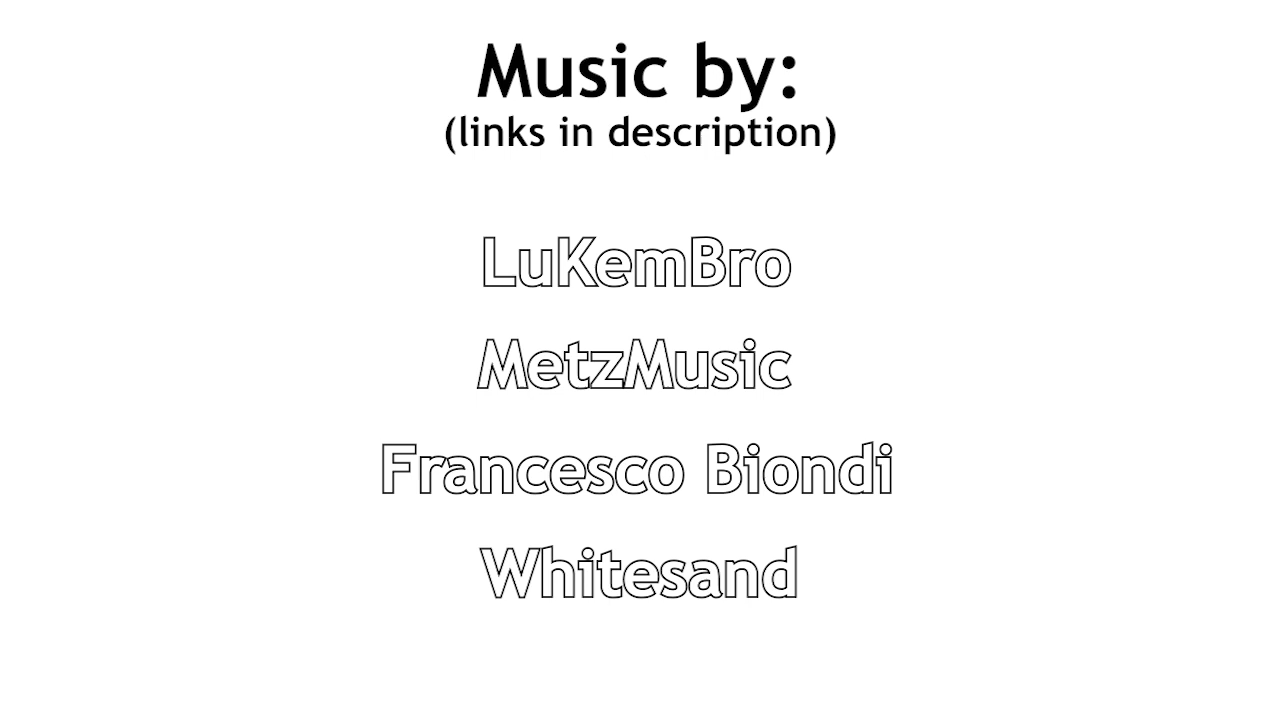 Music by:
(links in description)
LuKemBro
MetzMusic
Francesco Biondi
Whitesand